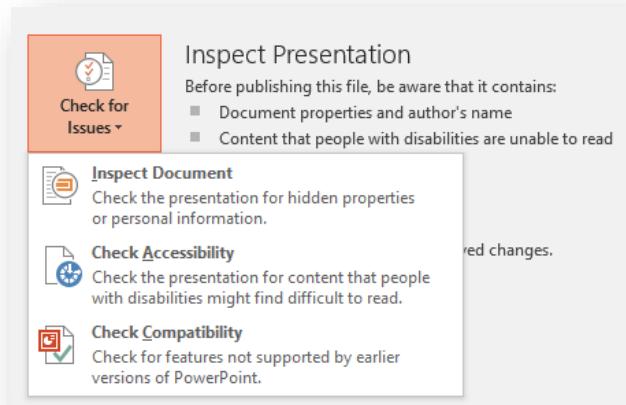 Inspect Presentation
Before publishing this file, be aware that it contains:
Document properties and author's name
Content that people with disabilities are unable to read
Check for
Issues
Inspect Document
Check the presentation for hidden properties
or personal information.
Check Accessibility
Check the presentation for content that people
with disabilities might find difficult to read.
changes.
Check Compatibility
Check for features not supported by earlier
versions of PowerPoint.